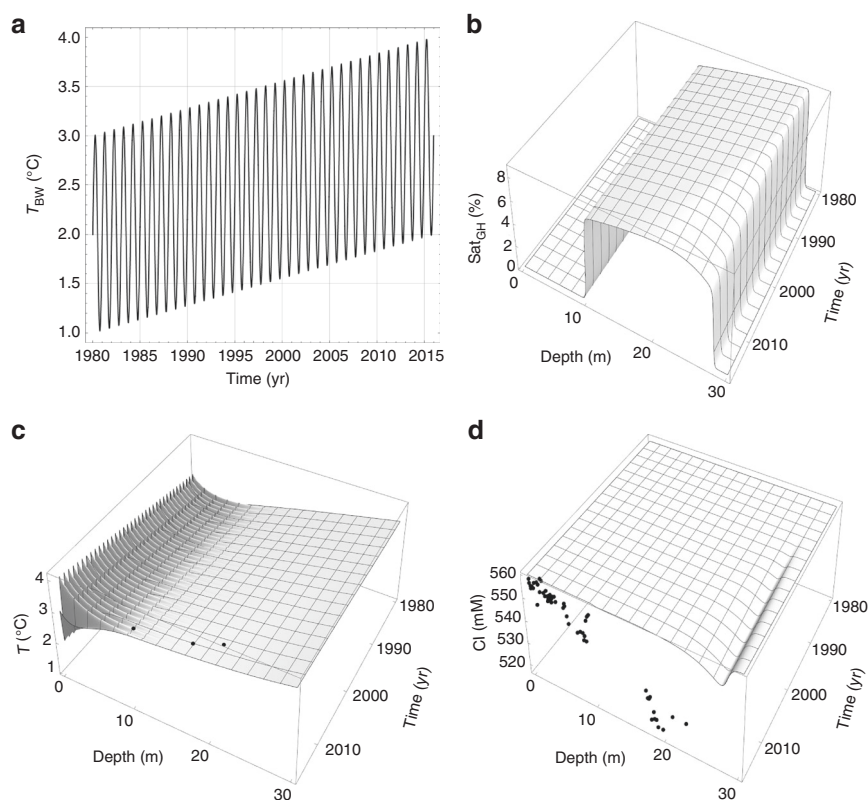 a
4.0
3.5
3.0
2.5
2.0
1.5
1.0
T_BW (°C)
1980 1985 1990 1995 2000 2005 2010 2015
Time (yr)
b
8
6
4
2
0
Sat_GH (%)
0
10
20
30
Depth (m)
1980
1990
2000
2010
Time (yr)
c
4
3
2
1
T (°C)
0
10
20
30
Depth (m)
1980
1990
2000
2010
Time (yr)
d
560
550
540
530
520
Cl (mM)
0
10
20
30
Depth (m)
1980
1990
2000
2010
Time (yr)